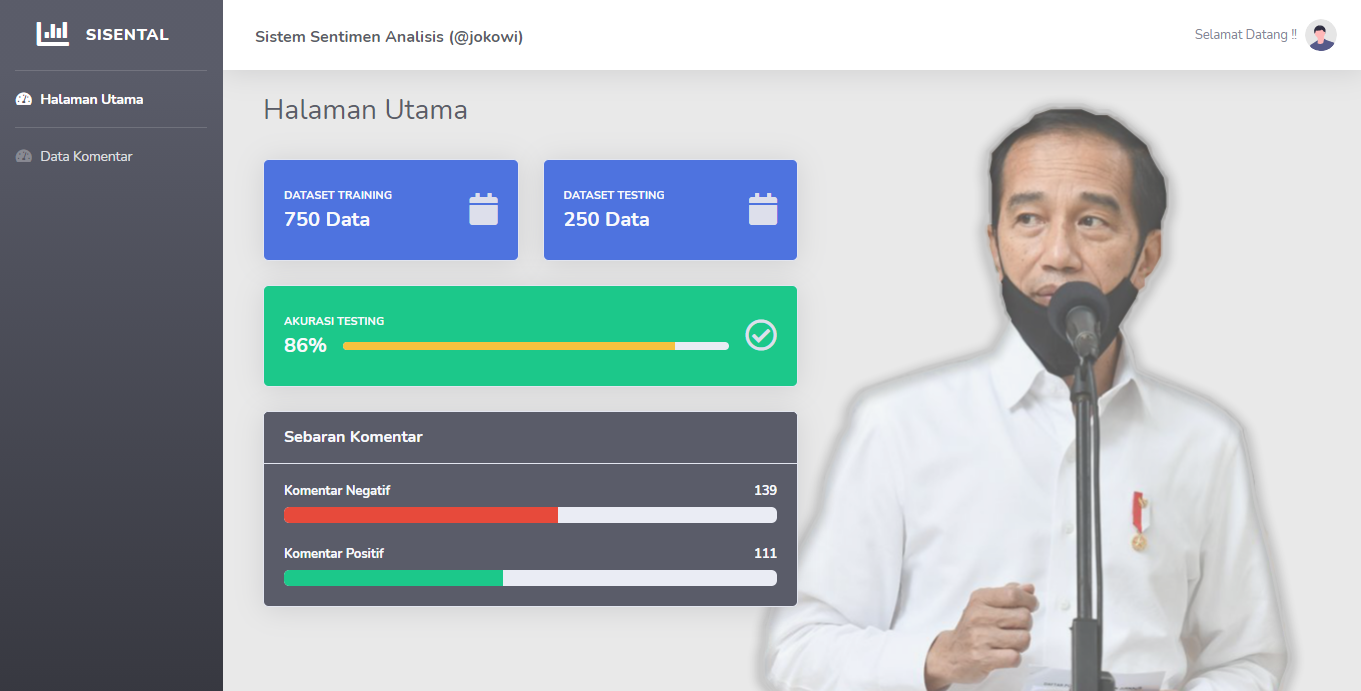 SISENTAL
Sistem Sentimen Analisis (@jokowi)
Selamat Datang !!
Halaman Utama
Data Komentar
Halaman Utama
DATASET TRAINING
750 Data
DATASET TESTING
250 Data
AKURASI TESTING
86%
Sebaran Komentar
Komentar Negatif 139
Komentar Positif 111